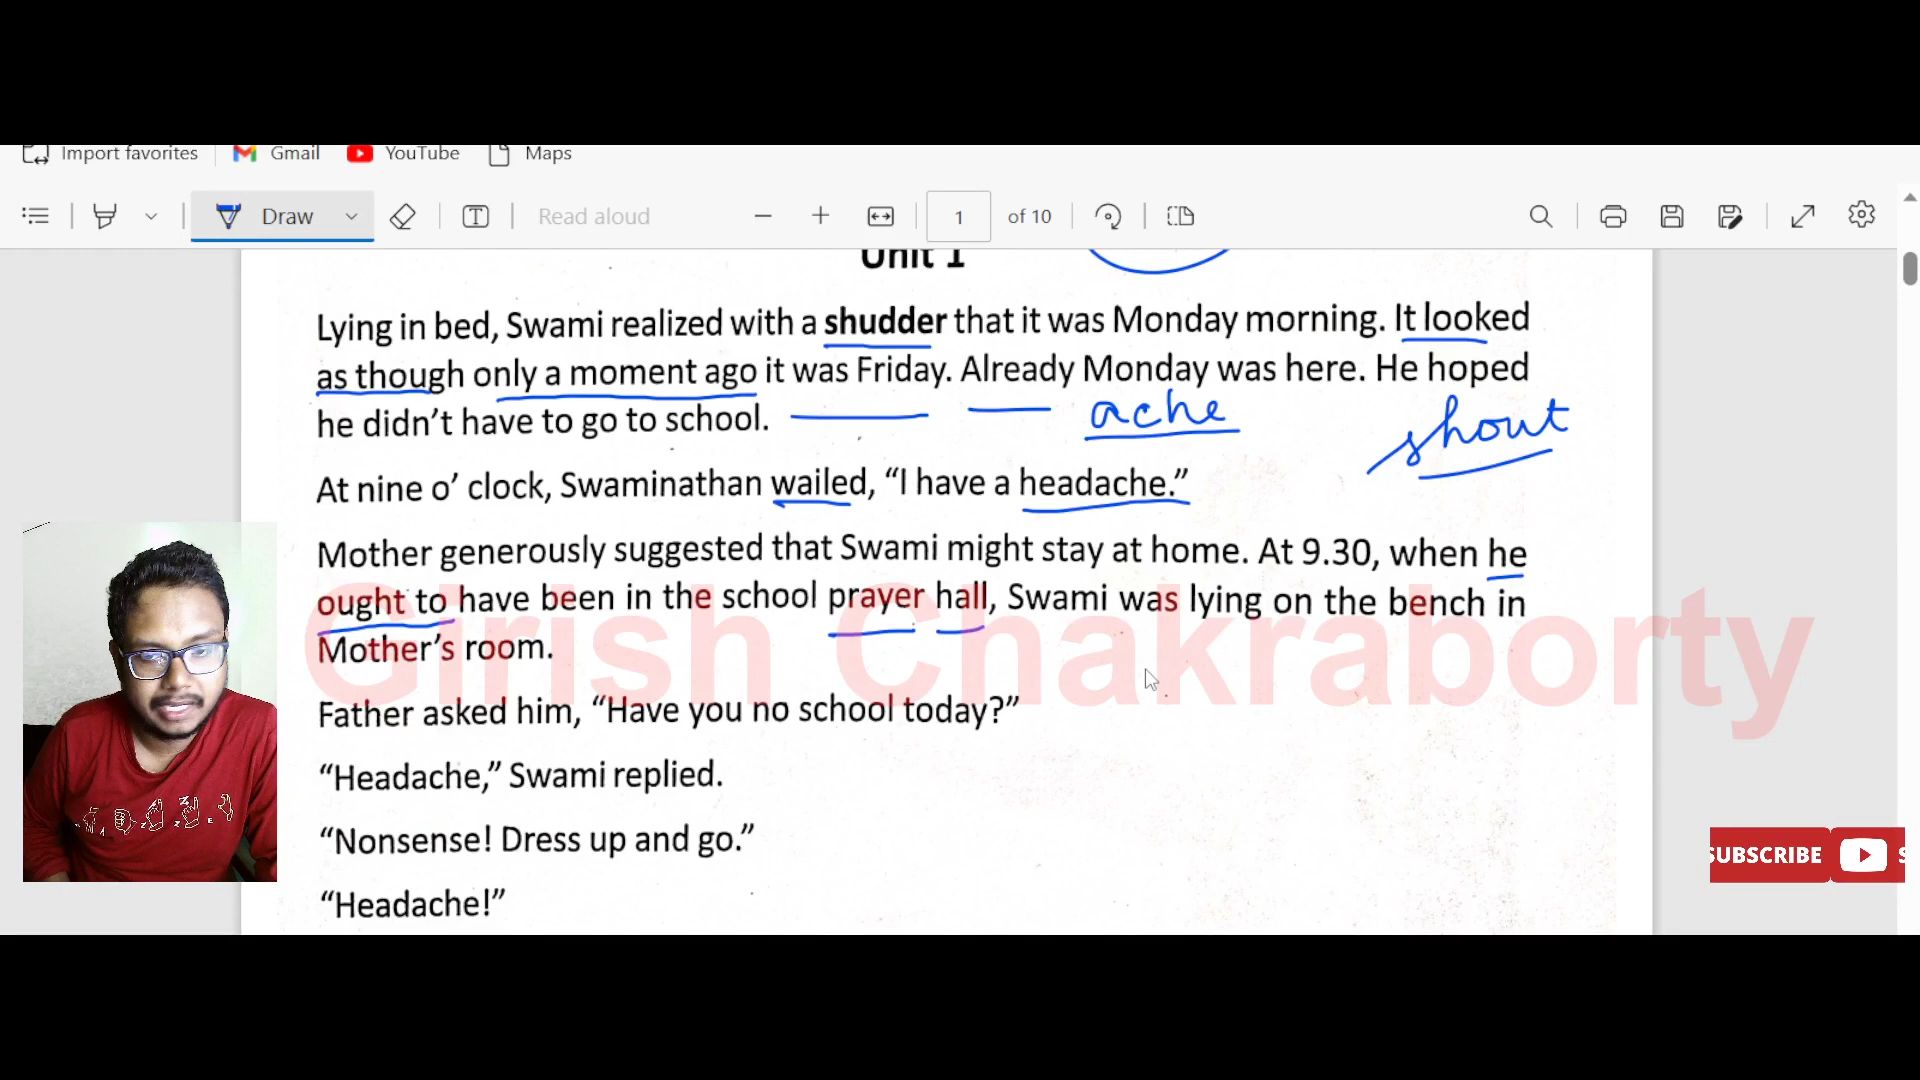 Import favorites Gmail YouTube Maps
Draw Read aloud 1 of 10
Unit 1
Lying in bed, Swami realized with a shudder that it was Monday morning. It looked
as though only a moment ago it was Friday. Already Monday was here. He hoped
he didn’t have to go to school.
ache
shout
At nine o’ clock, Swaminathan wailed, “I have a headache.”
Mother generously suggested that Swami might stay at home. At 9.30, when he
ought to have been in the school prayer hall, Swami was lying on the bench in
Mother’s room.
Girish Chakraborty
Father asked him, “Have you no school today?”
“Headache,” Swami replied.
“Nonsense! Dress up and go.”
SUBSCRIBE S
“Headache!”